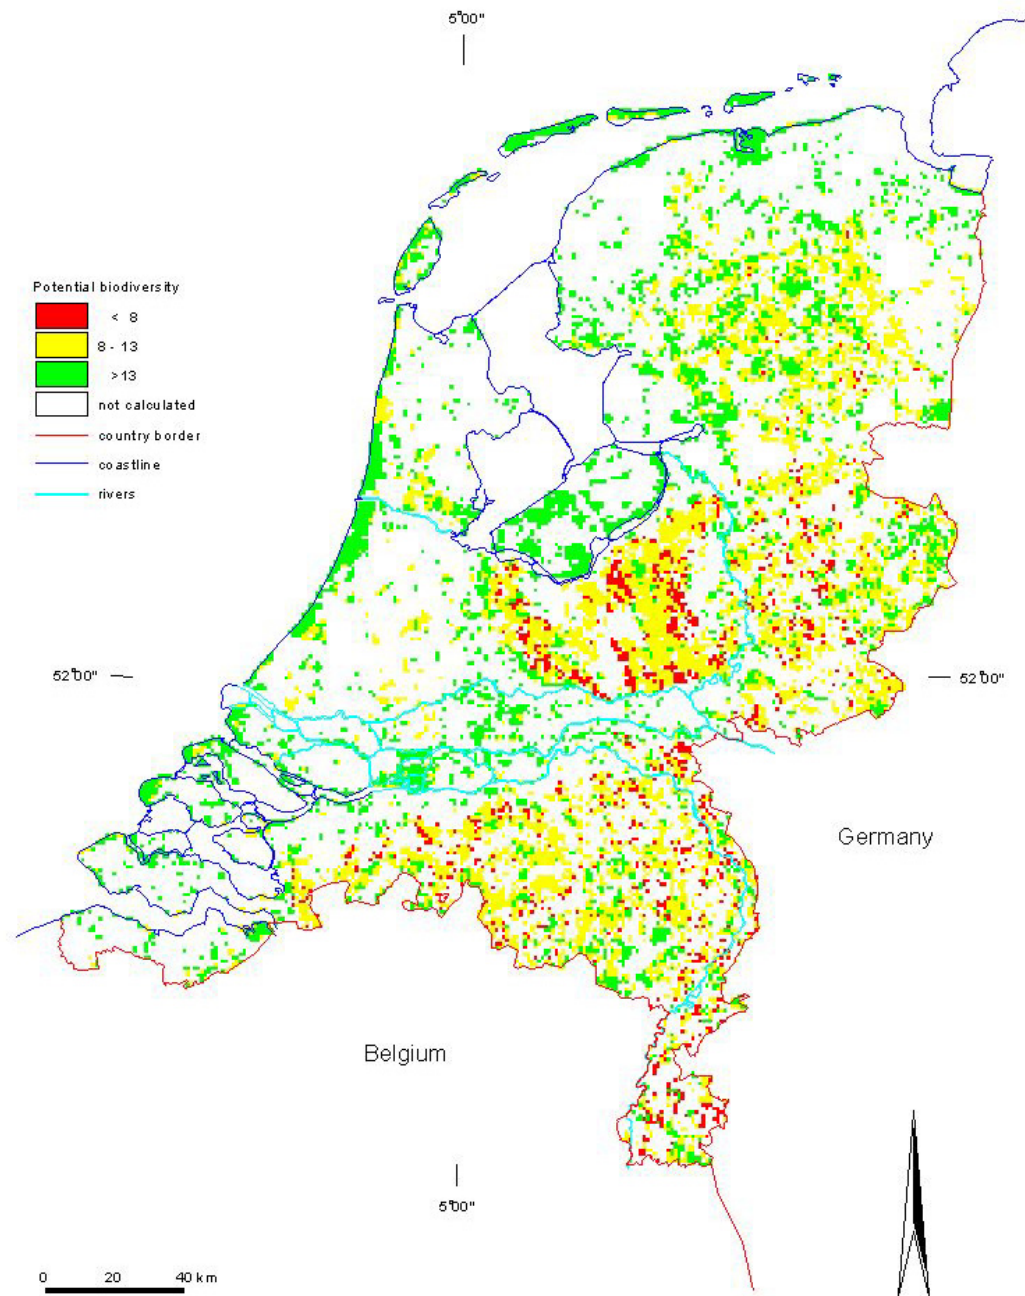 5°00"
Potential biodiversity
< 8
8 - 13
>13
not calculated
country border
coastline
rivers
52°00"
52°00"
Germany
Belgium
5°00"
0 20 40 km